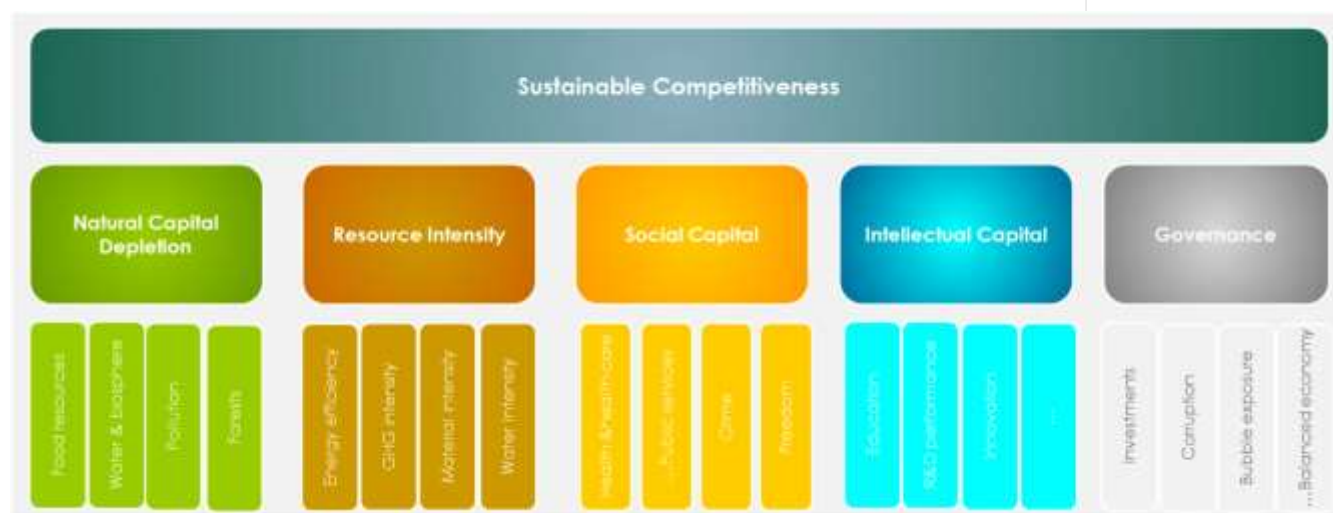 Sustainable Competitiveness
Natural Capital
Depletion
Resource Intensity
Social Capital
Intellectual Capital
Governance
Food resources
Water & biosphere
Pollution
Forests
Energy efficiency
GHG intensity
Material intensity
Water intensity
Health &health care
...Public services
Crime
Freedom
Education
R&D performance
Innovation
...
Investments
Corruption
Bubble exposure
...Balanced economy